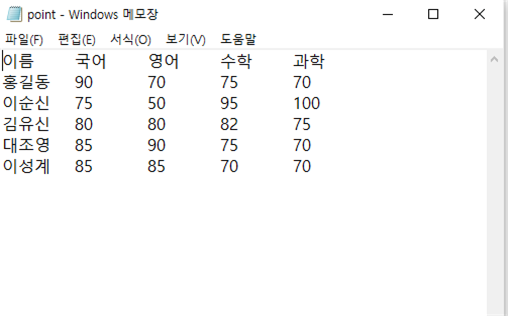 point - Windows 메모장
파일(F) 편집(E) 서식(O) 보기(V) 도움말
이름 국어 영어 수학 과학
홍길동 90 70 75 70
이순신 75 50 95 100
김유신 80 80 82 75
대조영 85 90 75 70
이성계 85 85 70 70